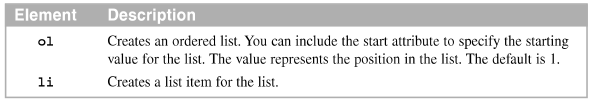 Element Description
ol Creates an ordered list. You can include the start attribute to specify the starting
value for the list. The value represents the position in the list. The default is 1.
li Creates a list item for the list.